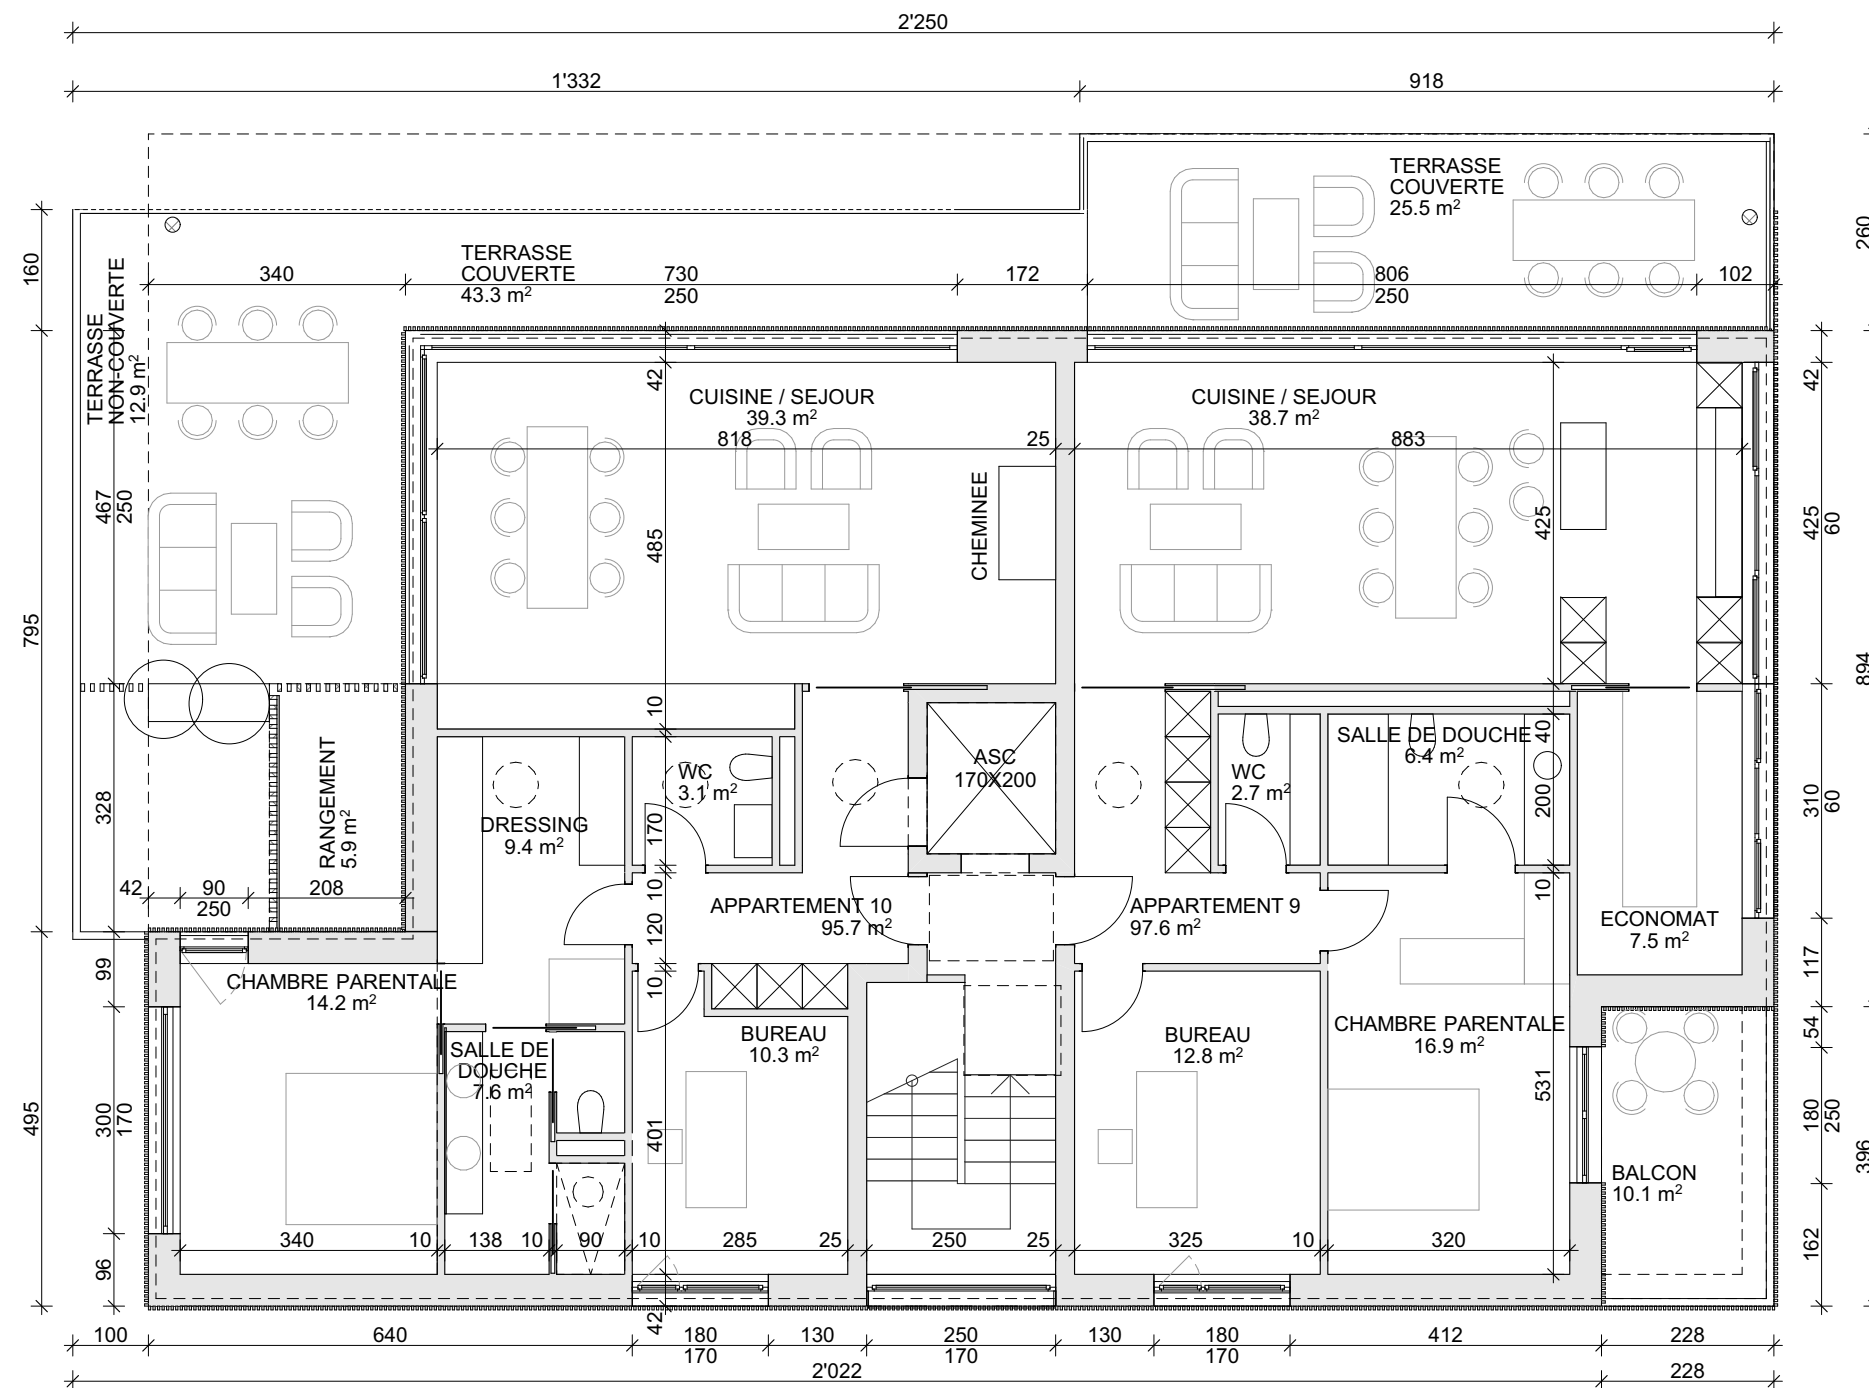 2'250
1'332
918
TERRASSE
COUVERTE
25.5 m²
260
160
TERRASSE
NON-COUVERTE
12.9 m²
340
TERRASSE
COUVERTE
43.3 m²
730
250
172
806
250
102
42
CUISINE / SEJOUR
39.3 m²
818
25
CUISINE / SEJOUR
38.7 m²
883
42
467
250
485
CHEMINEE
425
425
60
795
894
328
RANGEMENT
5.9 m²
10
WC
3.1 m²
ASC
170X200
WC
2.7 m²
SALLE DE DOUCHE
6.4 m²
40
200
310
60
DRESSING
9.4 m²
170
42
90
250
208
10
120
10
APPARTEMENT 10
95.7 m²
APPARTEMENT 9
97.6 m²
10
ECONOMAT
7.5 m²
99
CHAMBRE PARENTALE
14.2 m²
117
SALLE DE
DOUCHE
7.6 m²
BUREAU
10.3 m²
BUREAU
12.8 m²
CHAMBRE PARENTALE
16.9 m²
54
495
300
170
401
531
180
250
396
BALCON
10.1 m²
96
340
10
138
10
90
10
285
25
250
25
325
10
320
162
42
100
640
180
170
130
250
170
130
180
170
412
228
2'022
228